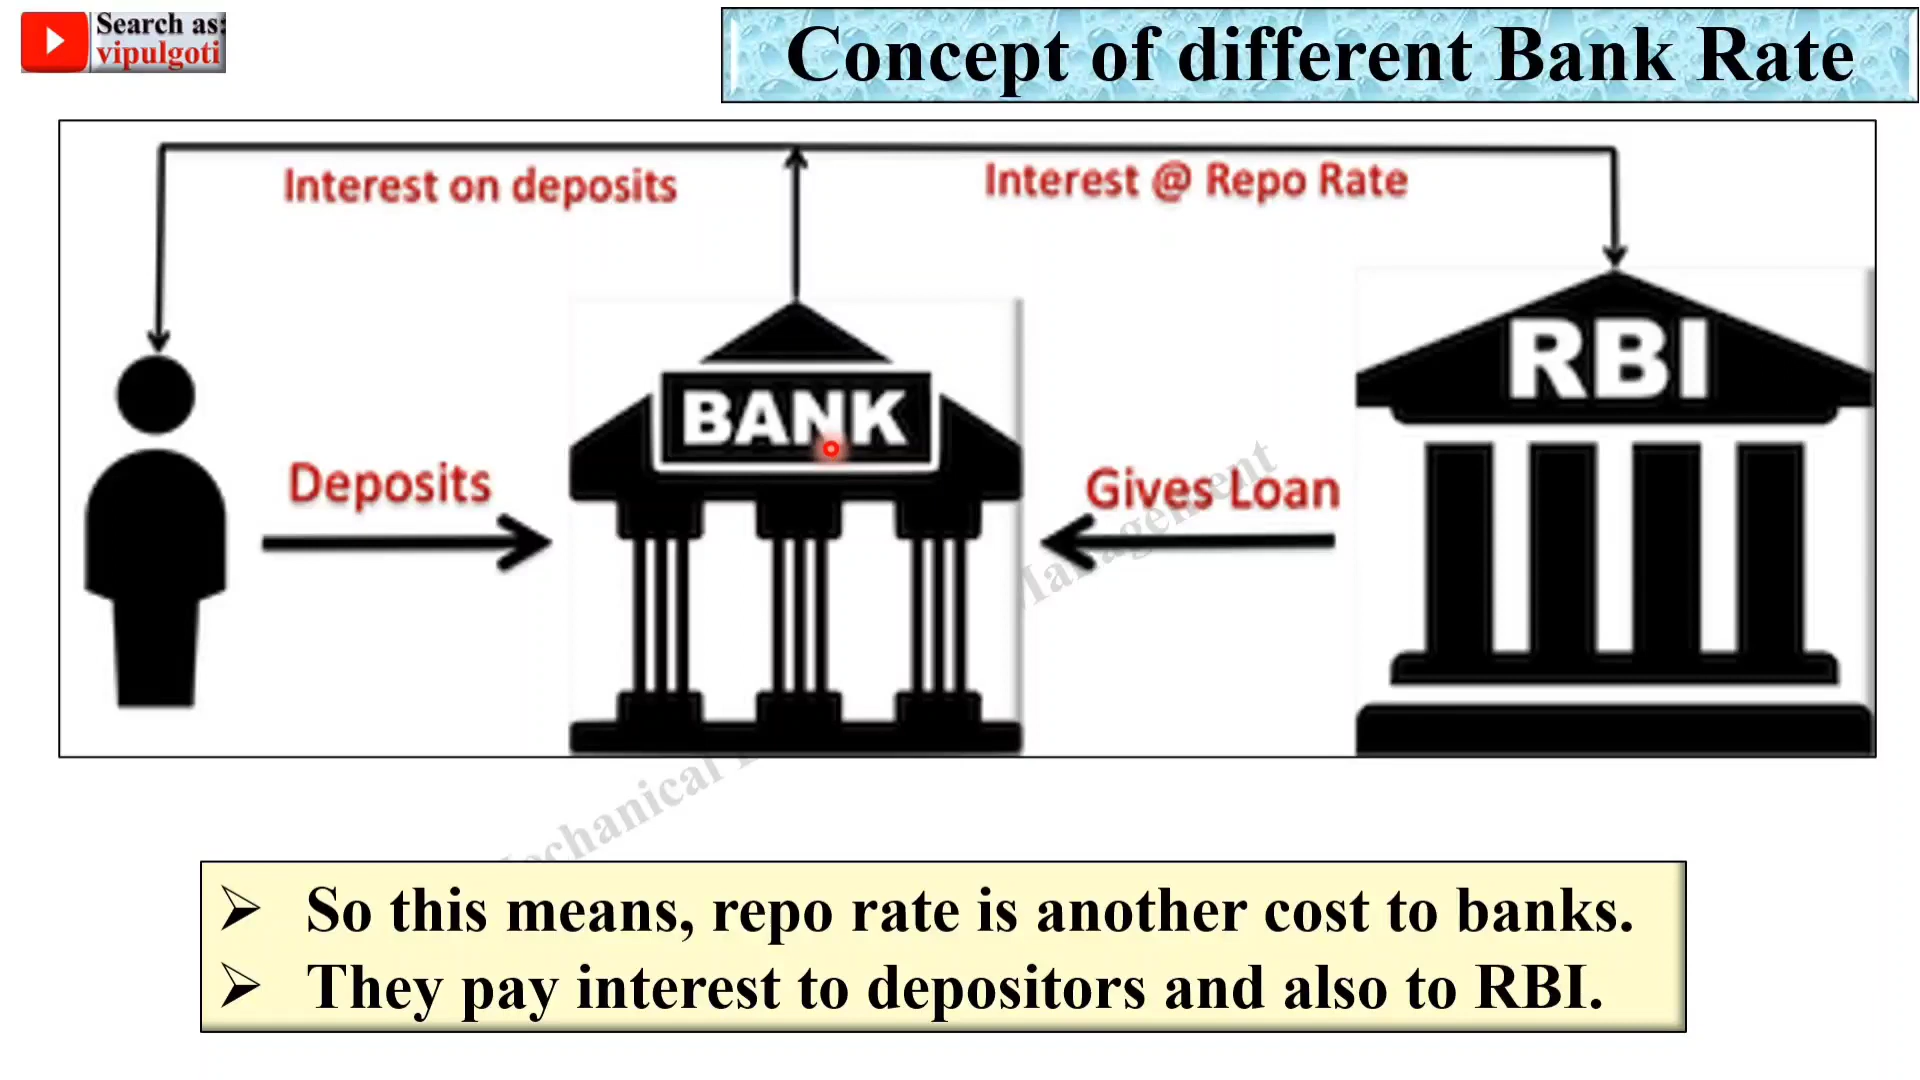 Search as:
vipulgoti
Concept of different Bank Rate
Interest on deposits
Interest @ Repo Rate
RBI
BANK
Deposits
Gives Loan
Management
So this means, repo rate is another cost to banks.
They pay interest to depositors and also to RBI.